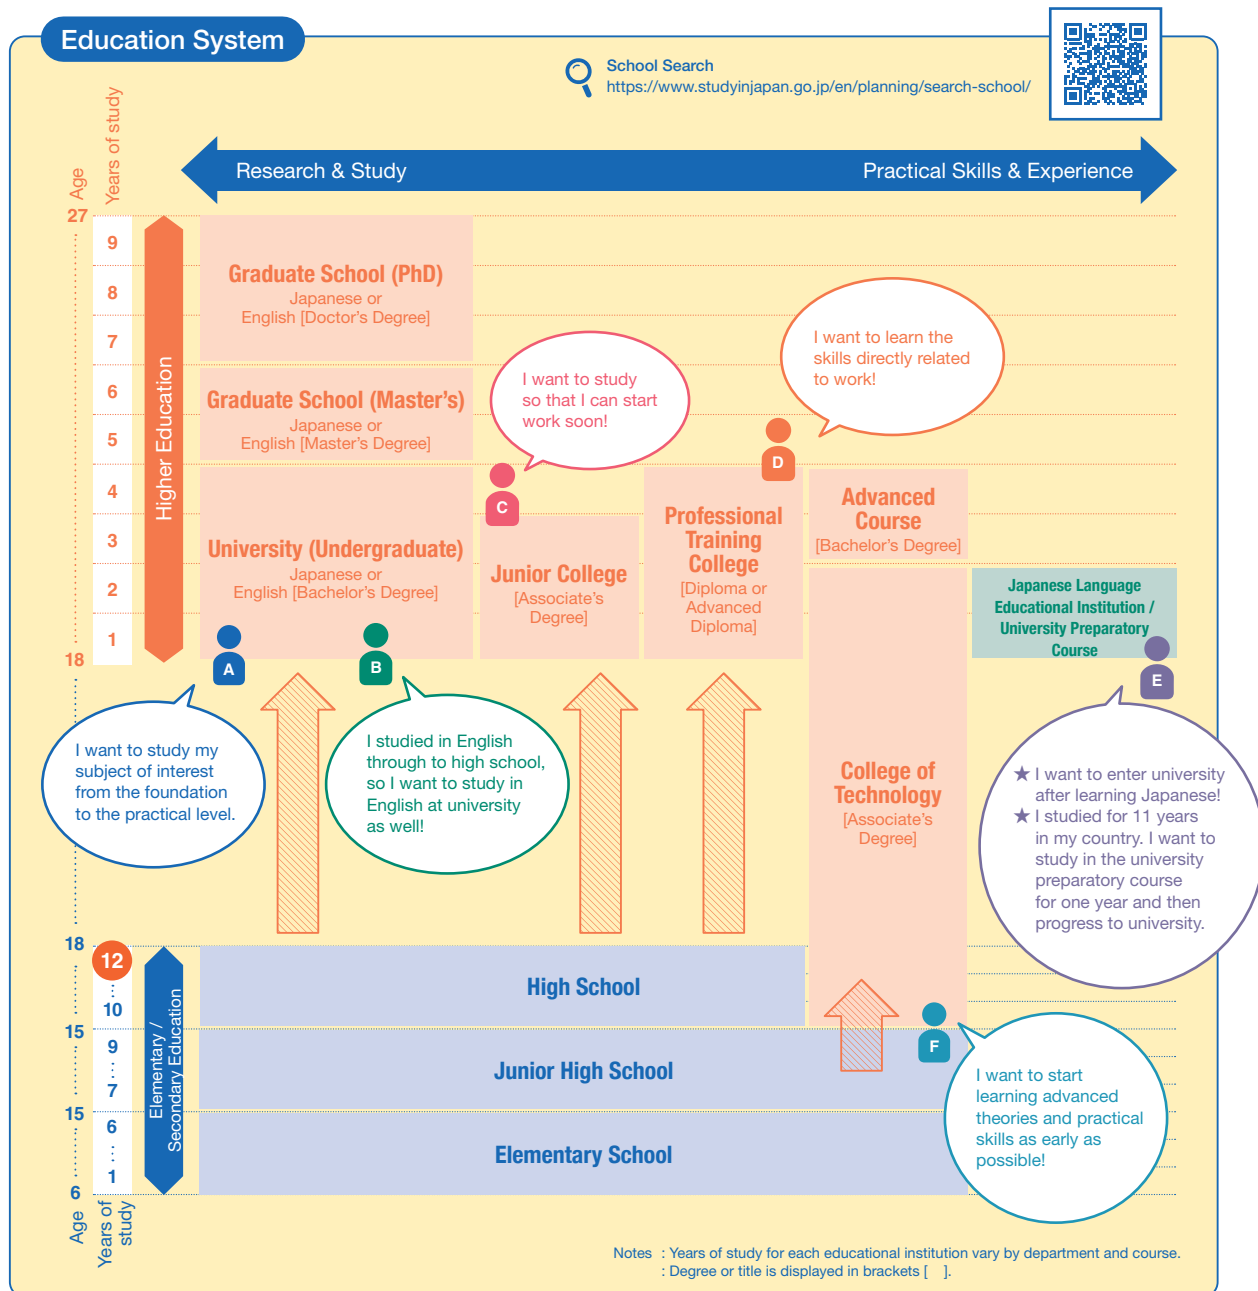 Education System
School Search
https://www.studyinjapan.go.jp/en/planning/search-school/
Age
Years of study
Research & Study
Practical Skills & Experience
27
9
8
7
6
5
4
3
2
1
18
Higher Education
Graduate School (PhD)
Japanese or
English [Doctor's Degree]
Graduate School (Master's)
Japanese or
English [Master's Degree]
University (Undergraduate)
Japanese or
English [Bachelor's Degree]
I want to study
so that I can start
work soon!
C
Junior College
[Associate's
Degree]
I want to learn the
skills directly related
to work!
D
Professional
Training
College
[Diploma or
Advanced
Diploma]
Advanced
Course
[Bachelor's Degree]
Japanese Language
Educational Institution /
University Preparatory
Course
A
B
E
I want to study my
subject of interest
from the foundation
to the practical level.
I studied in English
through to high school,
so I want to study in
English at university
as well!
College of
Technology
[Associate's
Degree]
★ I want to enter university
after learning Japanese!
★ I studied for 11 years
in my country. I want to
study in the university
preparatory course
for one year and then
progress to university.
18
12
10
15
9
7
15
6
1
6
Elementary /
Secondary Education
High School
Junior High School
Elementary School
F
I want to start
learning advanced
theories and practical
skills as early as
possible!
Age
Years of
study
Notes : Years of study for each educational institution vary by department and course.
: Degree or title is displayed in brackets [ ].